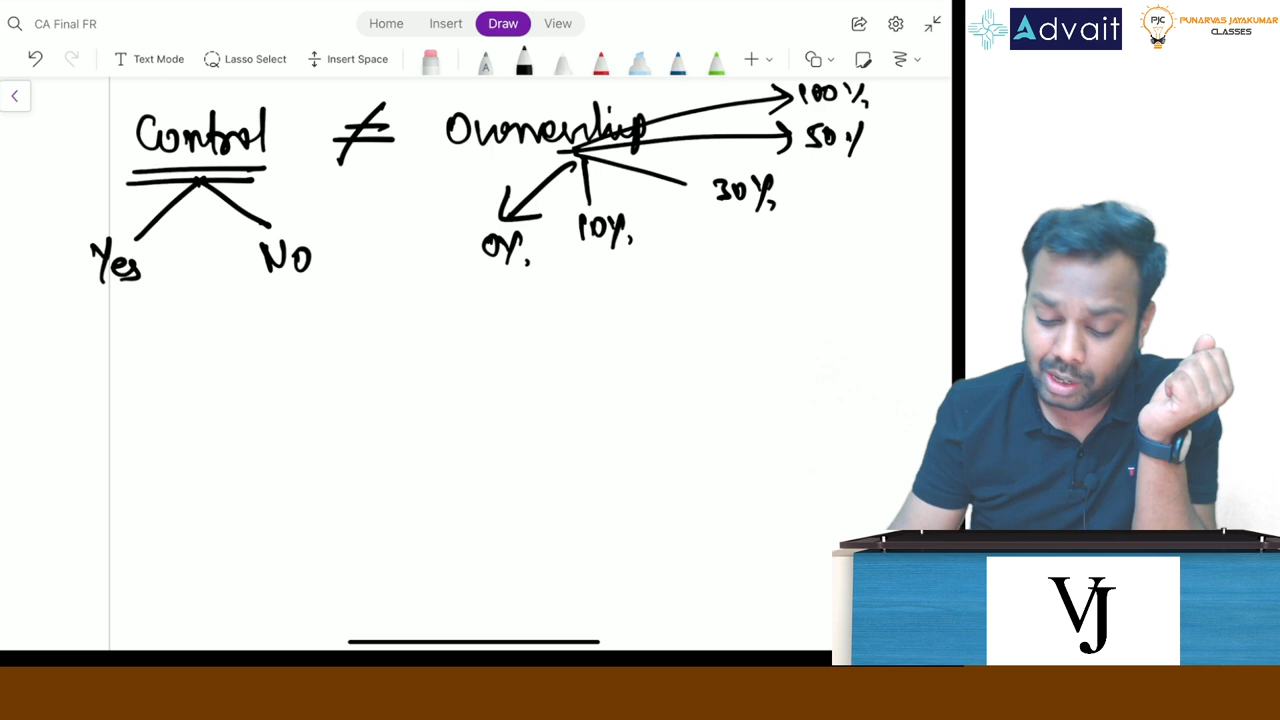 CA Final FR
Home Insert Draw View
Advait
PJC
PUNARVAS JAYAKUMAR
CLASSES
Text Mode Lasso Select Insert Space
A
Control ≠ Ownership
100%
50%
30%
10%
0%
Yes No
VJ